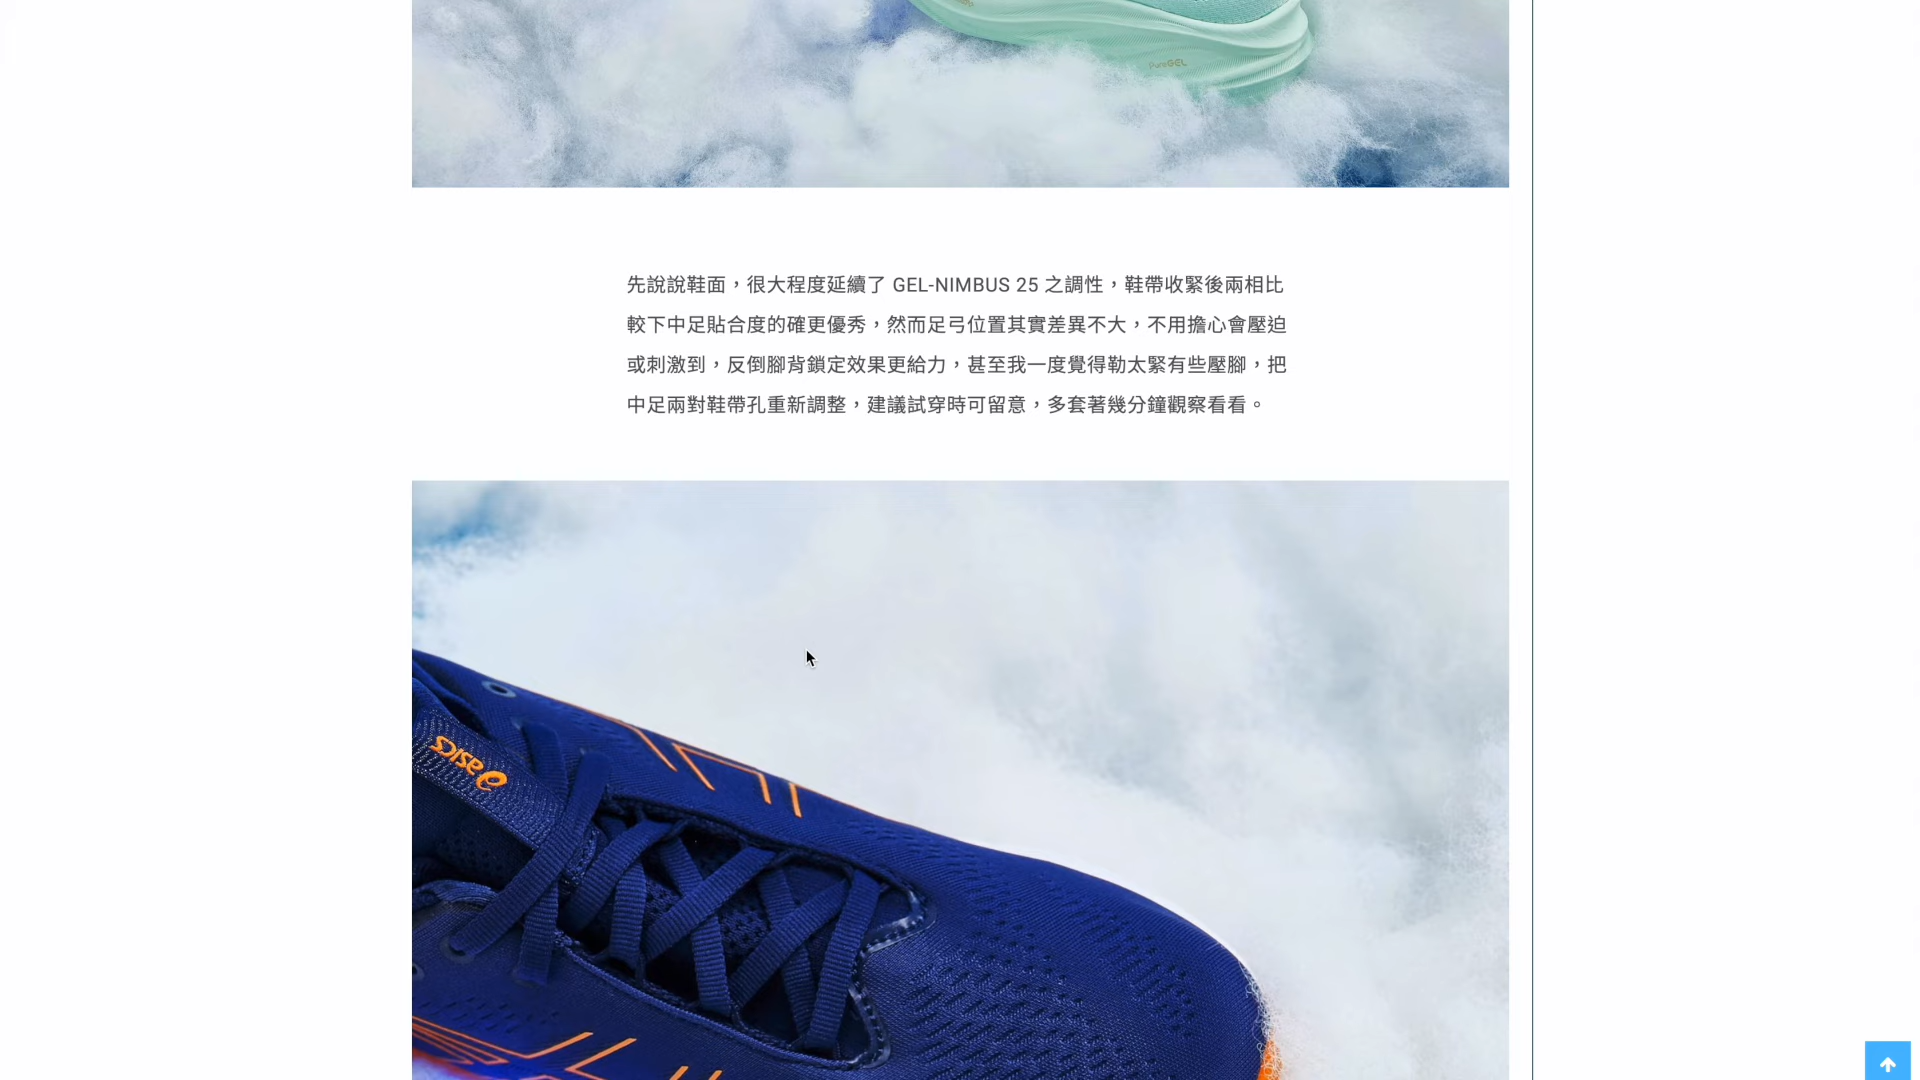 PureGEL
先說說鞋面，很大程度延續了 GEL-NIMBUS 25 之調性，鞋帶收緊後兩相比
較下中足貼合度的確更優秀，然而足弓位置其實差異不大，不用擔心會壓迫
或刺激到，反倒腳背鎖定效果更給力，甚至我一度覺得勒太緊有些壓腳，把
中足兩對鞋帶孔重新調整，建議試穿時可留意，多套著幾分鐘觀察看看。
asics